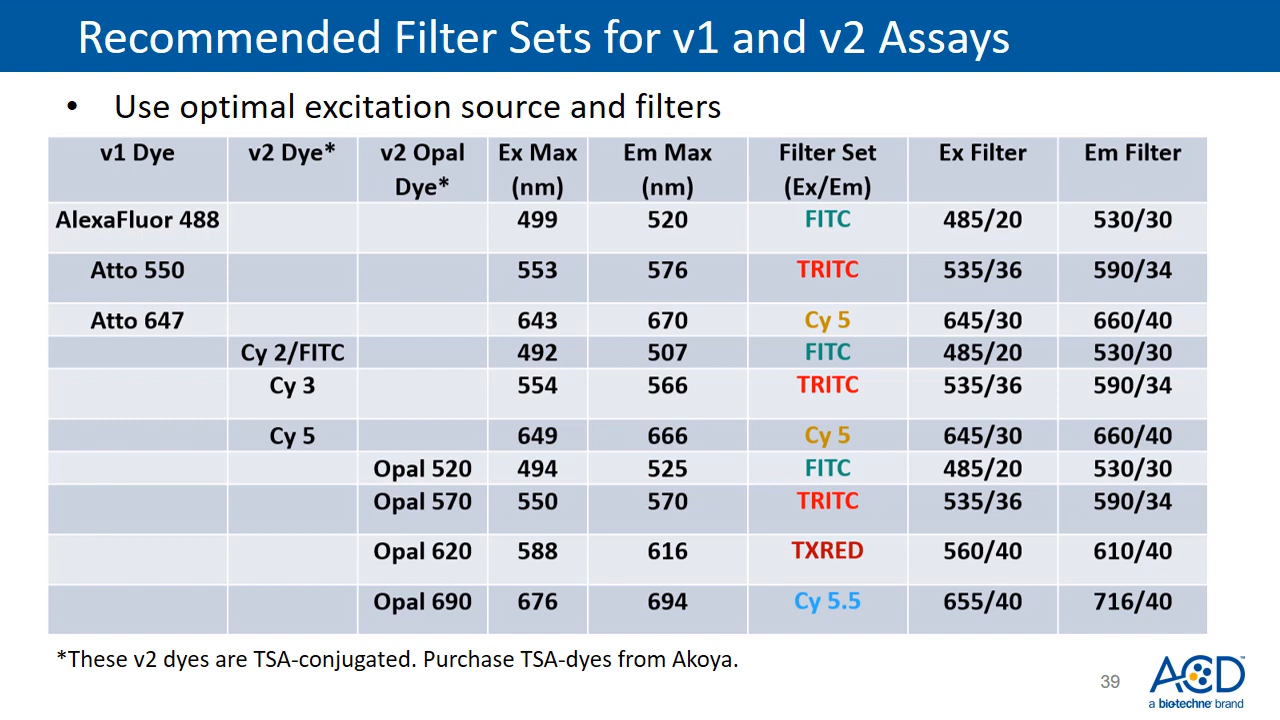 Recommended Filter Sets for v1 and v2 Assays
• Use optimal excitation source and filters
v1 Dye v2 Dye* v2 Opal Dye* Ex Max (nm) Em Max (nm) Filter Set (Ex/Em) Ex Filter Em Filter
AlexaFluor 488 499 520 FITC 485/20 530/30
Atto 550 553 576 TRITC 535/36 590/34
Atto 647 643 670 Cy 5 645/30 660/40
Cy 2/FITC 492 507 FITC 485/20 530/30
Cy 3 554 566 TRITC 535/36 590/34
Cy 5 649 666 Cy 5 645/30 660/40
Opal 520 494 525 FITC 485/20 530/30
Opal 570 550 570 TRITC 535/36 590/34
Opal 620 588 616 TXRED 560/40 610/40
Opal 690 676 694 Cy 5.5 655/40 716/40
*These v2 dyes are TSA-conjugated. Purchase TSA-dyes from Akoya.
39
ACD™
a biotechne brand